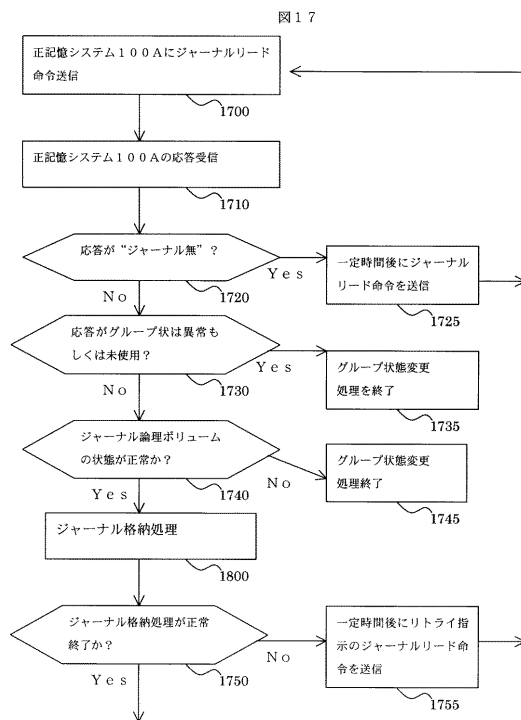 図１７
正記憶システム１００Ａにジャーナルリード
命令送信
1700
正記憶システム１００Ａの応答受信
1710
応答が“ジャーナル無”？
Yes
一定時間後にジャーナル
リード命令を送信
No
1720
1725
応答がグループ状は異常も
しくは未使用？
Yes
グループ状態変更
処理を終了
No
1730
1735
ジャーナル論理ボリューム
の状態が正常か？
No
グループ状態変更
処理終了
Yes
1740
1745
ジャーナル格納処理
1800
ジャーナル格納処理が正常
終了か？
No
一定時間後にリトライ指
示のジャーナルリード命
令を送信
Yes
1750
1755